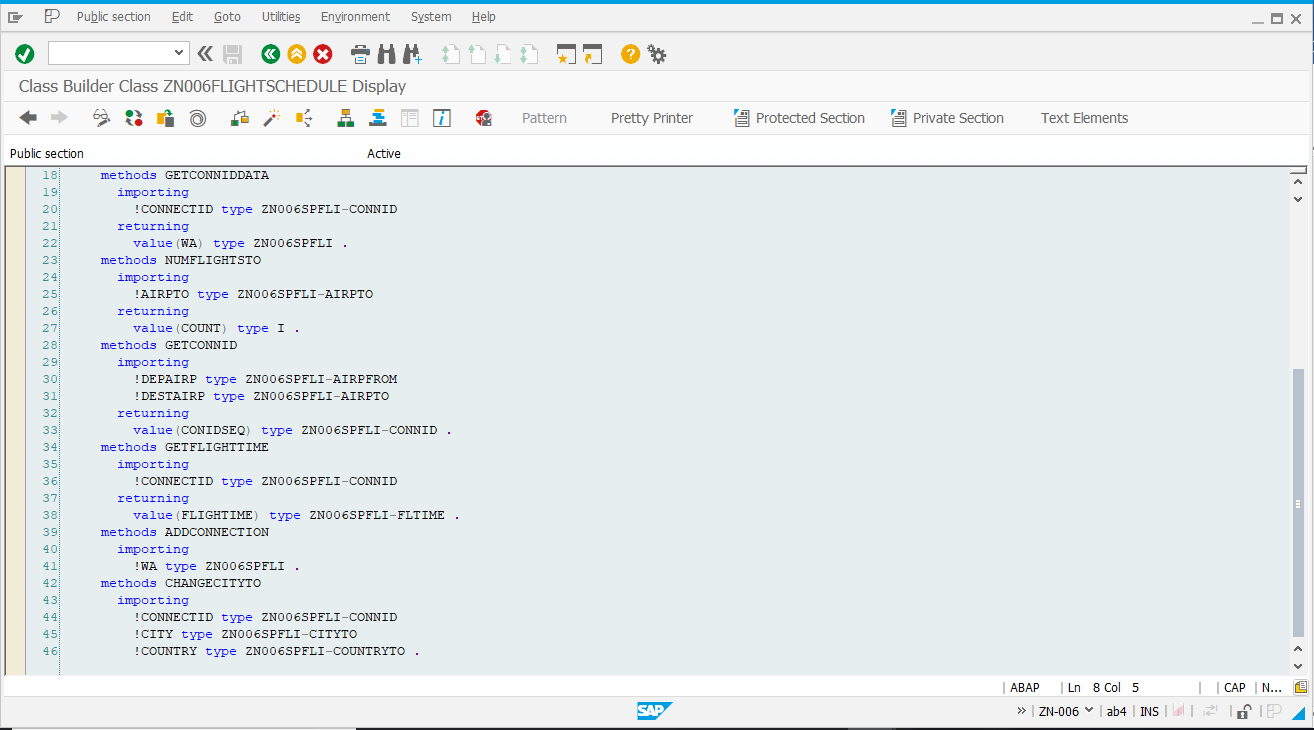 Public section Edit Goto Utilities Environment System Help
Class Builder Class ZN006FLIGHTSCHEDULE Display
Pattern Pretty Printer Protected Section Private Section Text Elements
Public section Active
18 methods GETCONNIDDATA
19 importing
20 !CONNECTID type ZN006SPFLI-CONNID
21 returning
22 value(WA) type ZN006SPFLI .
23 methods NUMFLIGHTSTO
24 importing
25 !AIRPTO type ZN006SPFLI-AIRPTO
26 returning
27 value(COUNT) type I .
28 methods GETCONNID
29 importing
30 !DEPAIRP type ZN006SPFLI-AIRPFROM
31 !DESTAIRP type ZN006SPFLI-AIRPTO
32 returning
33 value(CONIDSEQ) type ZN006SPFLI-CONNID .
34 methods GETFLIGHTTIME
35 importing
36 !CONNECTID type ZN006SPFLI-CONNID
37 returning
38 value(FLIGHTIME) type ZN006SPFLI-FLTIME .
39 methods ADDCONNECTION
40 importing
41 !WA type ZN006SPFLI .
42 methods CHANGECITYTO
43 importing
44 !CONNECTID type ZN006SPFLI-CONNID
45 !CITY type ZN006SPFLI-CITYTO
46 !COUNTRY type ZN006SPFLI-COUNTRYTO .
ABAP Ln 8 Col 5 CAP N...
SAP » ZN-006 ab4 INS